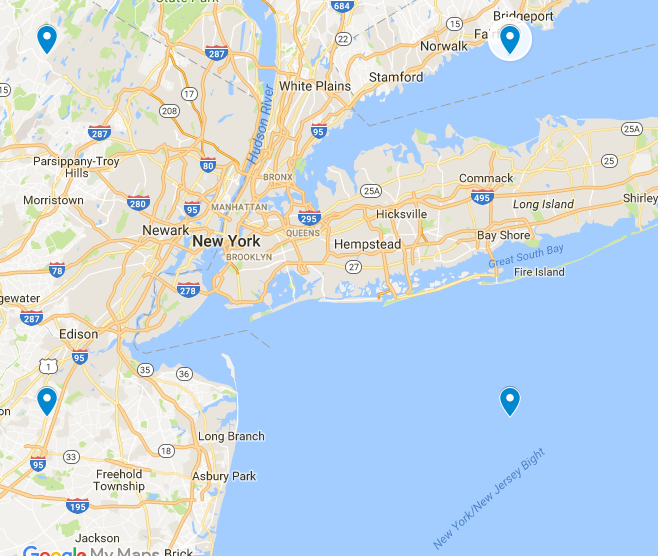 State Park
684
Bridgeport
Fairf
22
Norwalk
287
Stamford
White Plains
15
17
208
Hudson River
95
287
25A
Parsippany-Troy
Hills
80
BRONX
25
Commack
Morristown
25A
495
280
95
MANHATTAN
Long Island
Shirley
295
Hicksville
Newark
QUEENS
New York
Hempstead
Bay Shore
BROOKLYN
Great South Bay
78
27
Fire Island
278
gewater
287
Edison
95
1
35
36
on
Long Branch
18
33
95
Asbury Park
Freehold
Township
New York/New Jersey Bight
195
Jackson
Google My Maps
Brick